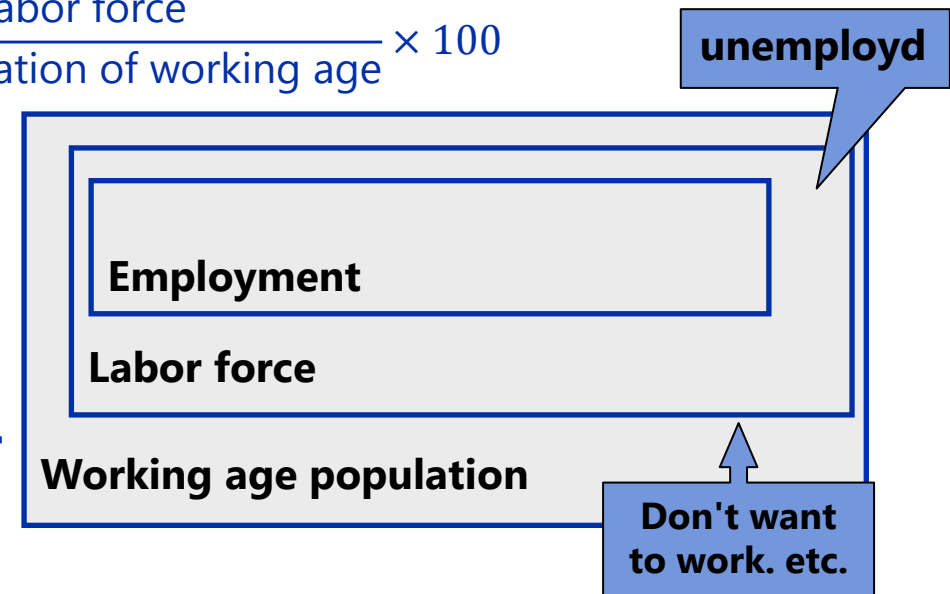 abor force
ation of working age × 100
unemployd
Employment
Labor force
Working age population
Don't want
to work. etc.